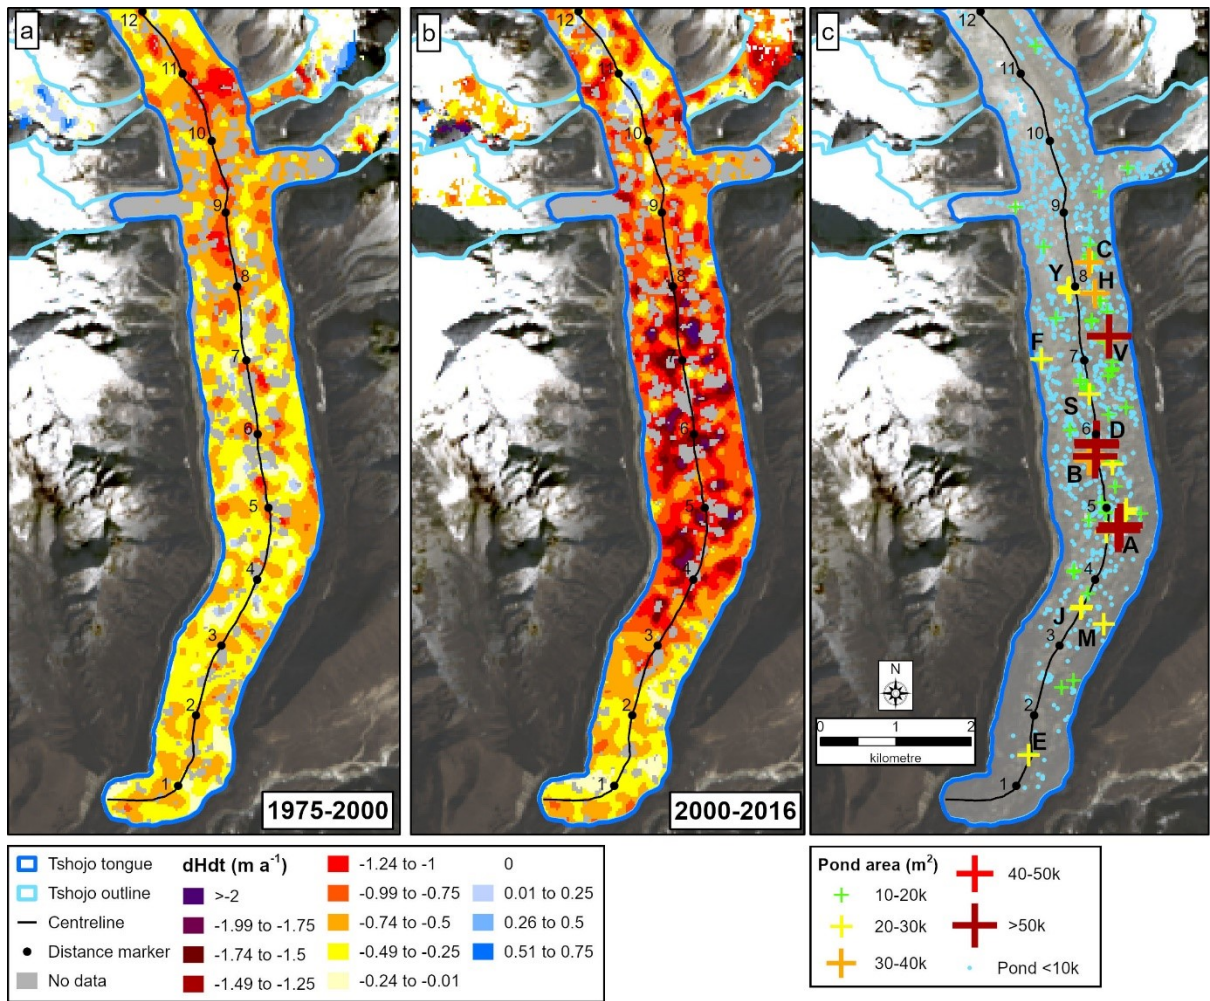 a
12
11
10
9
8
7
6
5
4
3
2
1
1975-2000
b
12
11
10
9
8
7
6
5
4
3
2
1
2000-2016
c
12
11
10
9
C
Y 8 H
V
F 7
S
6 D
B
5
A
4
J
M
3
N
2
0 1 2
kilometre
E
1
Tshojo tongue
Tshojo outline
Centreline
Distance marker
No data
dHdt (m a⁻¹)
>-2
-1.99 to -1.75
-1.74 to -1.5
-1.49 to -1.25
-1.24 to -1
-0.99 to -0.75
-0.74 to -0.5
-0.49 to -0.25
-0.24 to -0.01
0
0.01 to 0.25
0.26 to 0.5
0.51 to 0.75
Pond area (m²)
10-20k
20-30k
30-40k
40-50k
>50k
Pond <10k